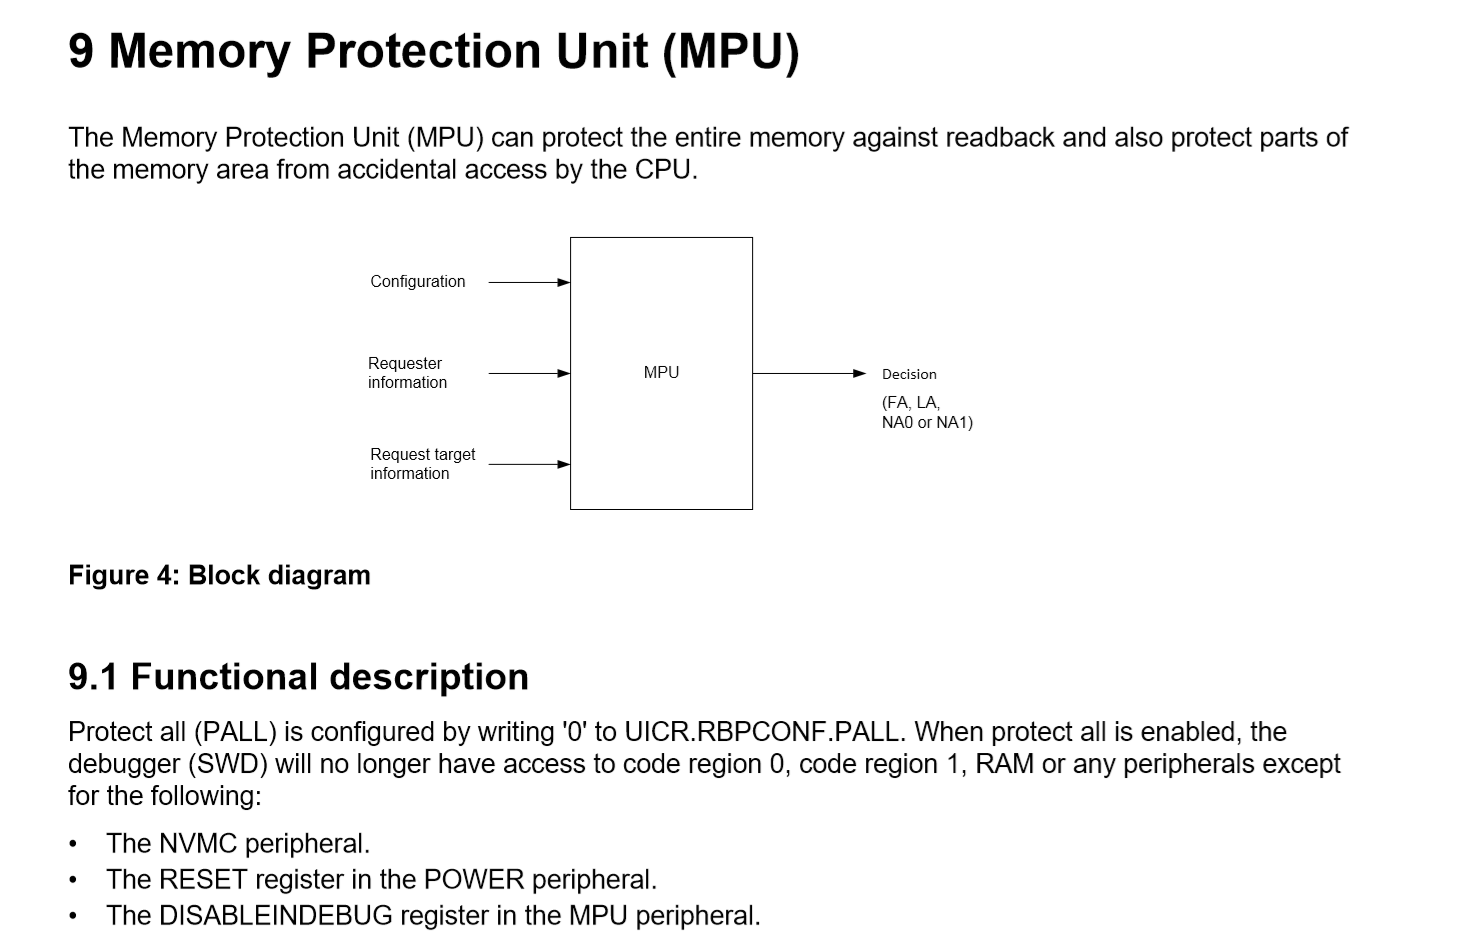 9 Memory Protection Unit (MPU)
The Memory Protection Unit (MPU) can protect the entire memory against readback and also protect parts of
the memory area from accidental access by the CPU.
Configuration
Requester
information
Request target
information
MPU
Decision
(FA, LA,
NA0 or NA1)
Figure 4: Block diagram
9.1 Functional description
Protect all (PALL) is configured by writing '0' to UICR.RBPCONF.PALL. When protect all is enabled, the
debugger (SWD) will no longer have access to code region 0, code region 1, RAM or any peripherals except
for the following:
• The NVMC peripheral.
• The RESET register in the POWER peripheral.
• The DISABLEINDEBUG register in the MPU peripheral.